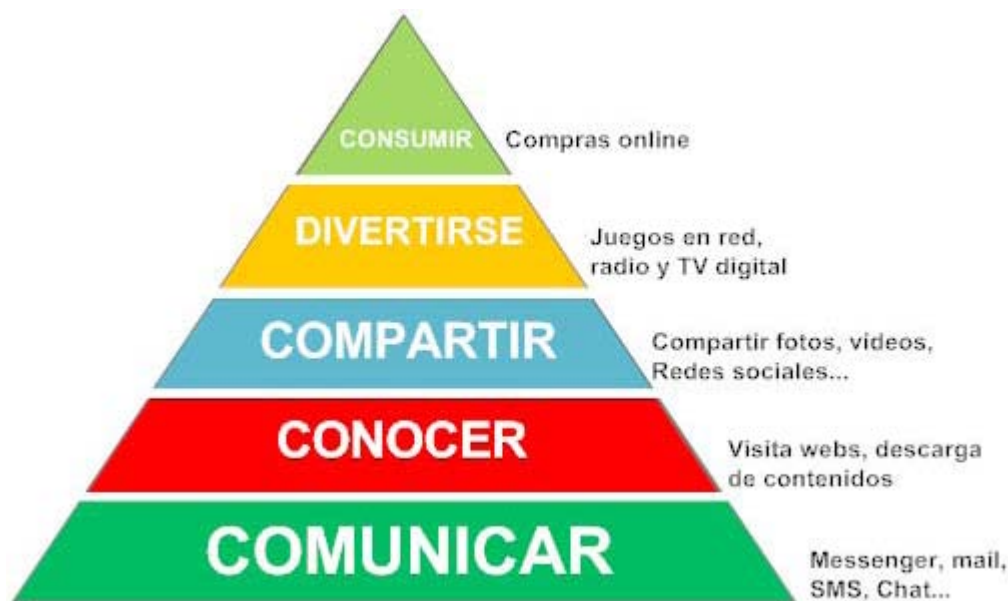 CONSUMIR
Compras online
DIVERTIRSE
Juegos en red,
radio y TV digital
COMPARTIR
Compartir fotos, vídeos,
Redes sociales...
CONOCER
Visita webs, descarga
de contenidos
COMUNICAR
Messenger, mail,
SMS, Chat...